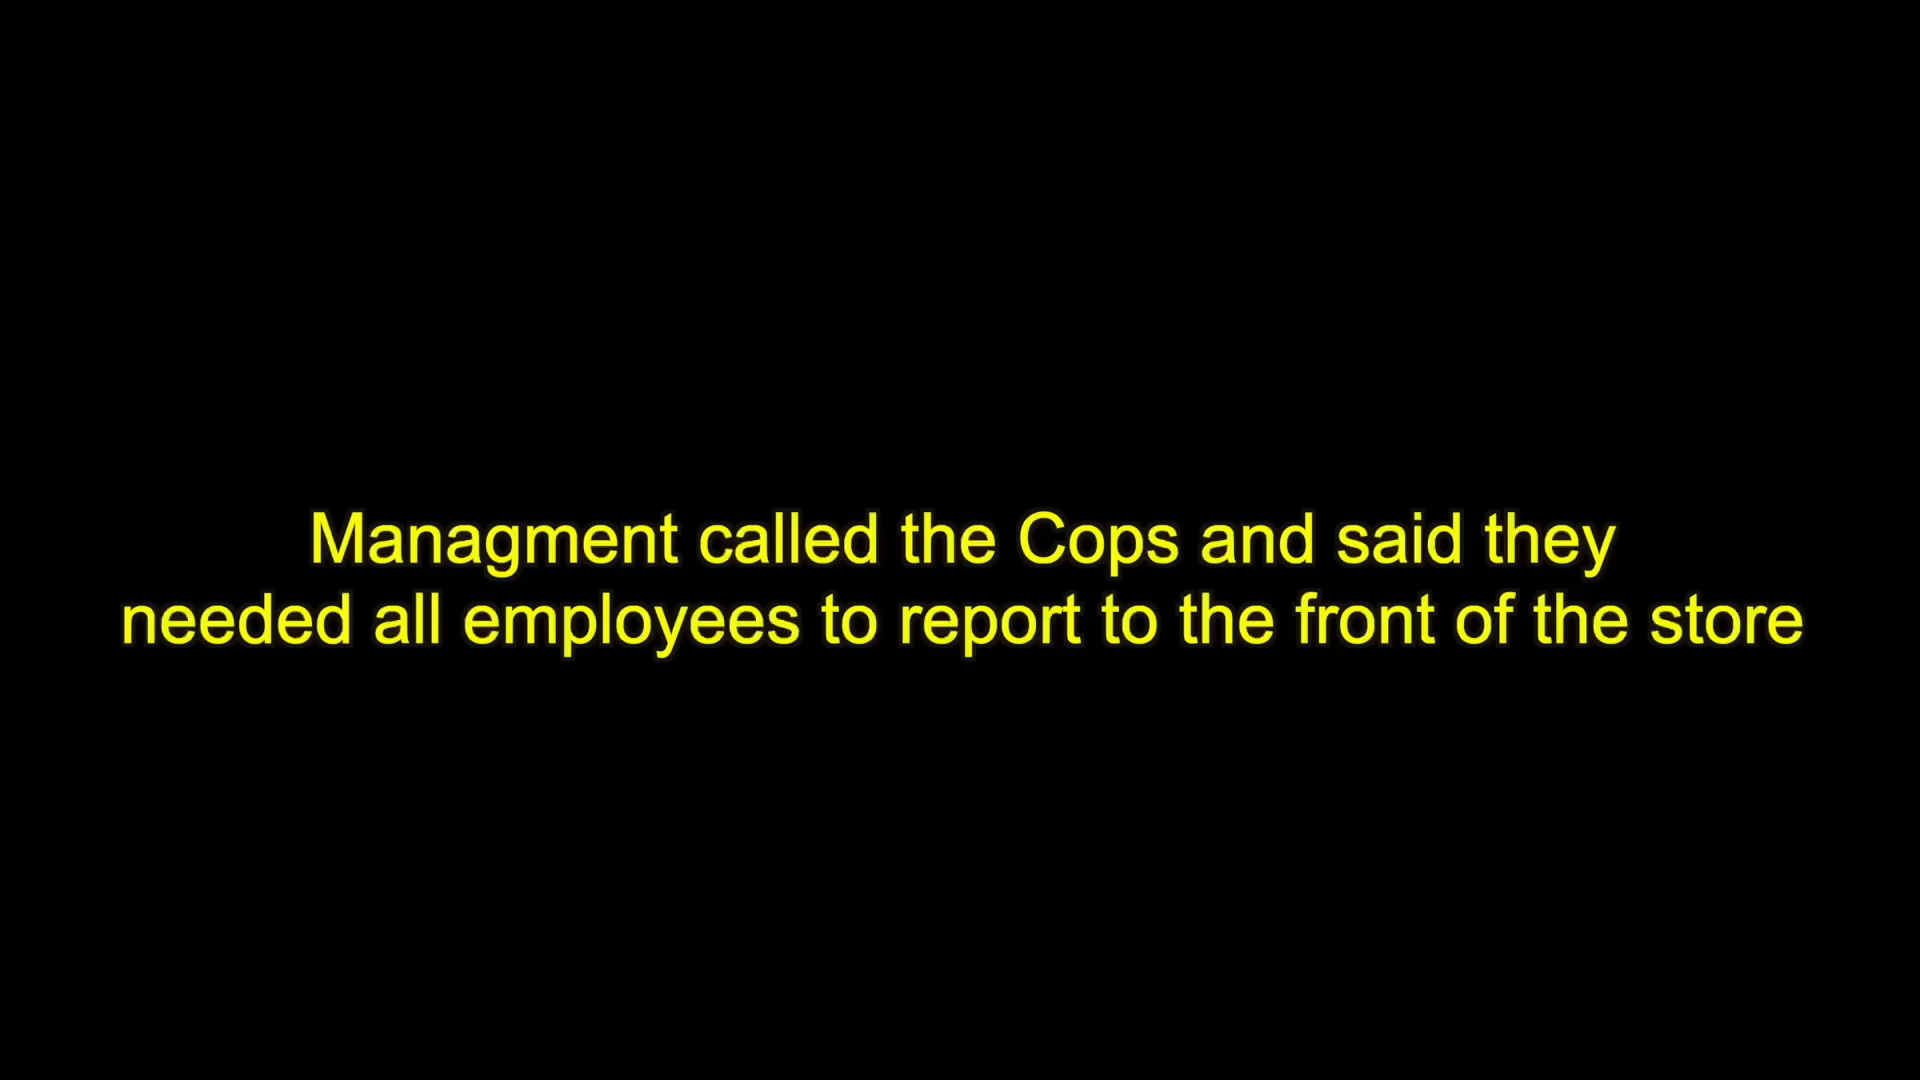 Managment called the Cops and said they
needed all employees to report to the front of the store